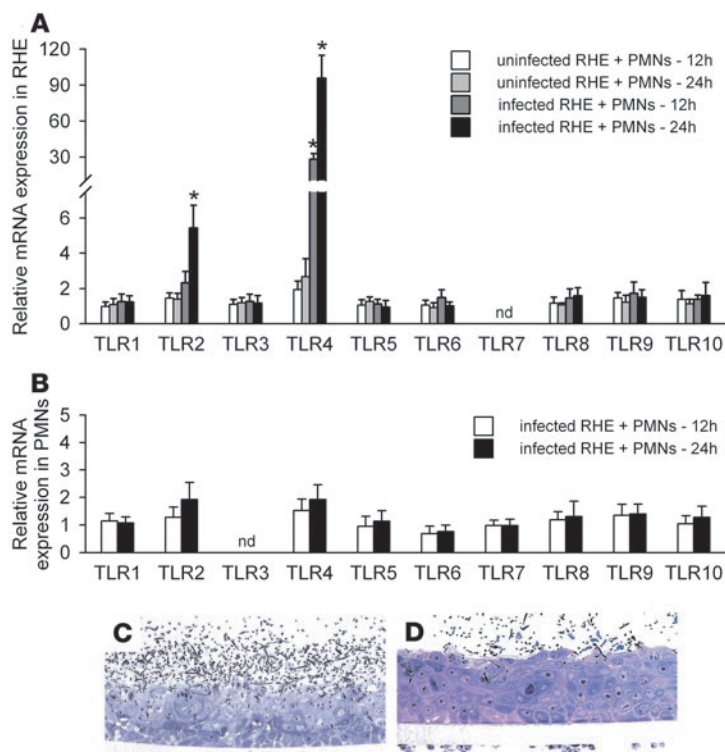 A
Relative mRNA expression in RHE
120
90
60
30
6
4
2
0
uninfected RHE + PMNs - 12h
uninfected RHE + PMNs - 24h
infected RHE + PMNs - 12h
infected RHE + PMNs - 24h
*
*
*
nd
TLR1 TLR2 TLR3 TLR4 TLR5 TLR6 TLR7 TLR8 TLR9 TLR10
B
Relative mRNA
expression in PMNs
5
4
3
2
1
0
infected RHE + PMNs - 12h
infected RHE + PMNs - 24h
nd
TLR1 TLR2 TLR3 TLR4 TLR5 TLR6 TLR7 TLR8 TLR9 TLR10
C
D